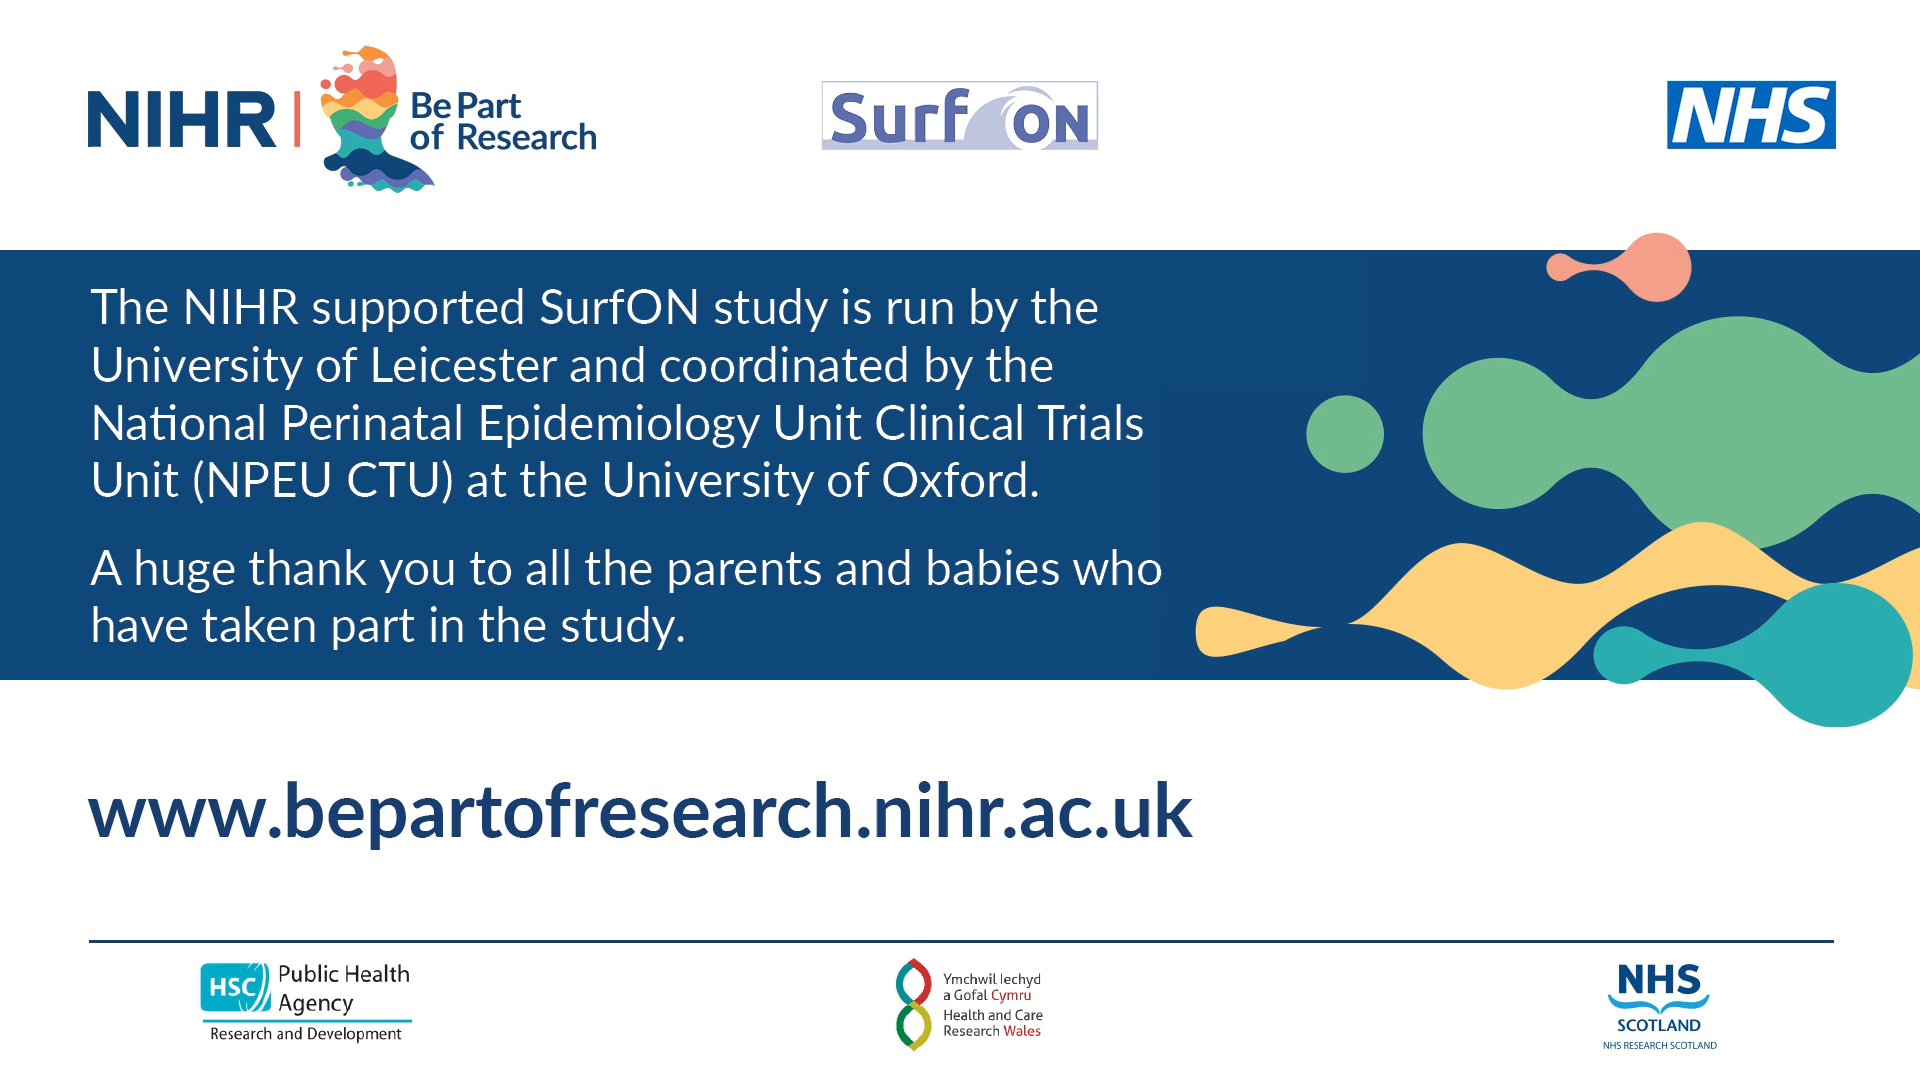 NIHR | Be Part
of Research
SurfON
NHS
The NIHR supported SurfON study is run by the
University of Leicester and coordinated by the
National Perinatal Epidemiology Unit Clinical Trials
Unit (NPEU CTU) at the University of Oxford.
A huge thank you to all the parents and babies who
have taken part in the study.
www.bepartofresearch.nihr.ac.uk
HSC Public Health
Agency
Research and Development
Ymchwil Iechyd
a Gofal Cymru
Health and Care
Research Wales
NHS
SCOTLAND
NHS RESEARCH SCOTLAND